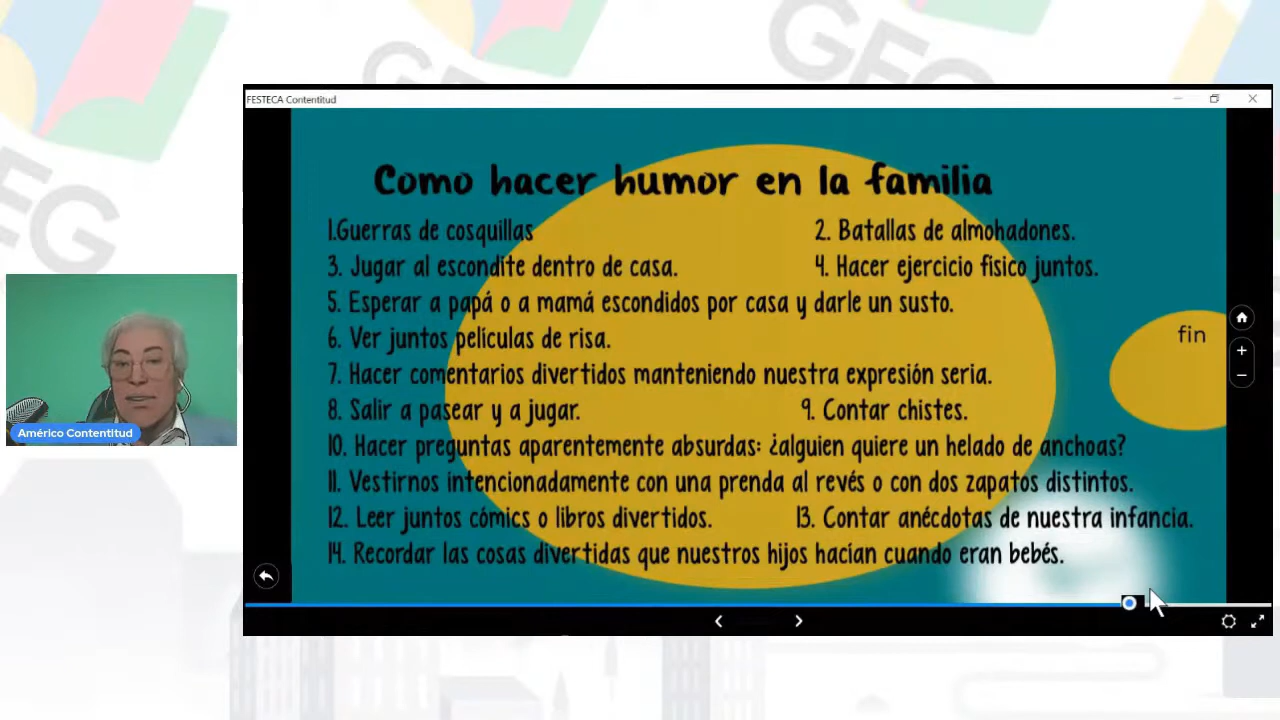 GEG
GEG
GEG
FESTECA Contentitud
Como hacer humor en la familia
1.Guerras de cosquillas
2. Batallas de almohadones.
3. Jugar al escondite dentro de casa.
4. Hacer ejercicio físico juntos.
5. Esperar a papá o a mamá escondidos por casa y darle un susto.
6. Ver juntos películas de risa.
fin
7. Hacer comentarios divertidos manteniendo nuestra expresión seria.
8. Salir a pasear y a jugar.
9. Contar chistes.
10. Hacer preguntas aparentemente absurdas: ¿alguien quiere un helado de anchoas?
11. Vestirnos intencionadamente con una prenda al revés o con dos zapatos distintos.
12. Leer juntos cómics o libros divertidos.
13. Contar anécdotas de nuestra infancia.
14. Recordar las cosas divertidas que nuestros hijos hacían cuando eran bebés.
Américo Contentitud